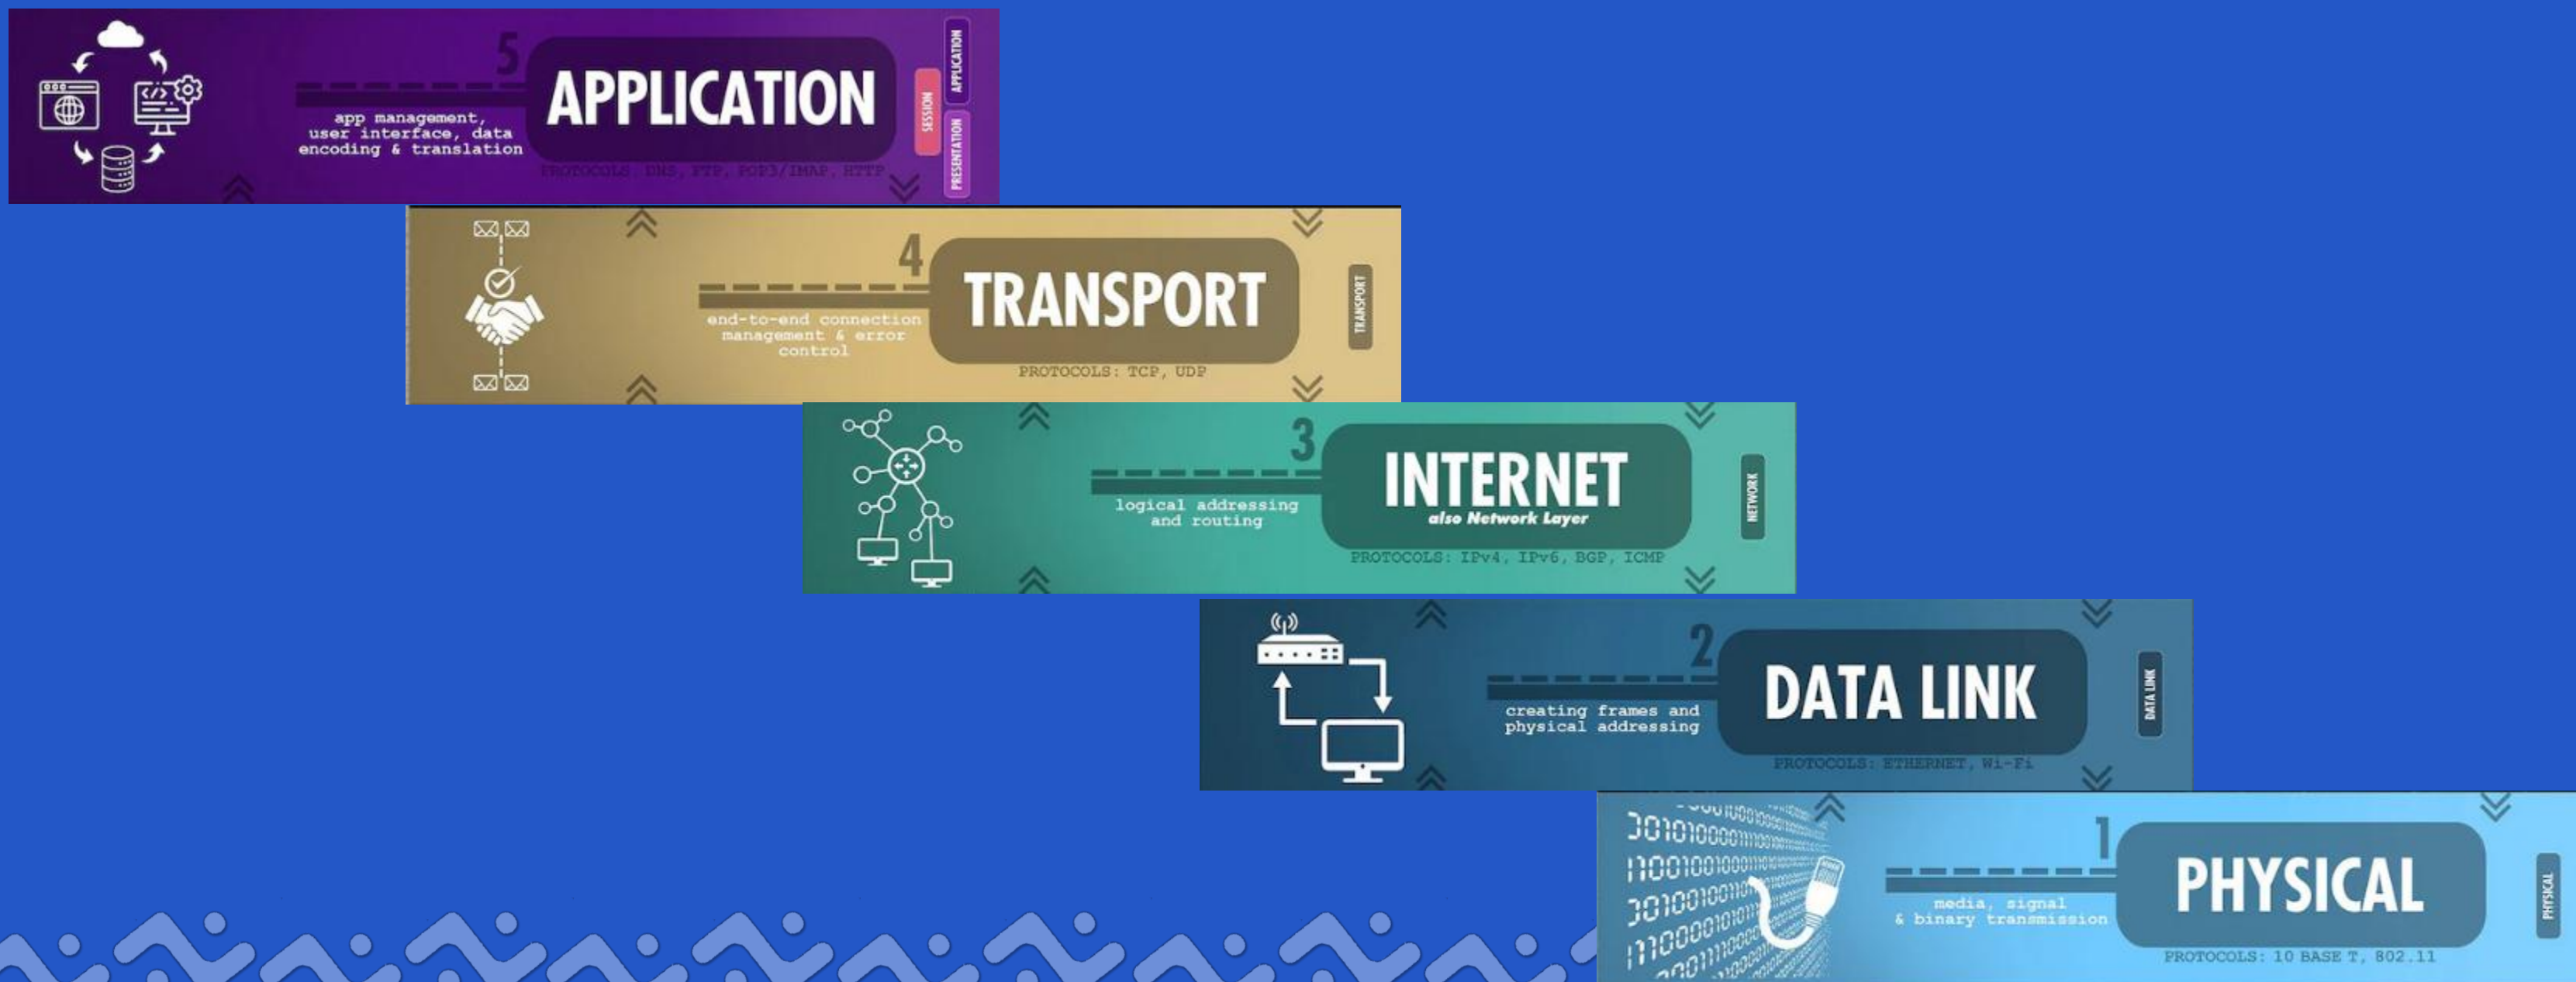 5
APPLICATION
app management,
user interface, data
encoding & translation
PROTOCOLS: DNS, FTP, POP3/IMAP, HTTP
SESSION
APPLICATION
PRESENTATION
4
TRANSPORT
end-to-end connection
management & error
control
PROTOCOLS: TCP, UDP
TRANSPORT
3
INTERNET
also Network Layer
logical addressing
and routing
PROTOCOLS: IPv4, IPv6, BGP, ICMP
NETWORK
2
DATA LINK
creating frames and
physical addressing
PROTOCOLS: ETHERNET, Wi-Fi
DATA LINK
1
PHYSICAL
media, signal
& binary transmission
PROTOCOLS: 10 BASE T, 802.11
PHYSICAL